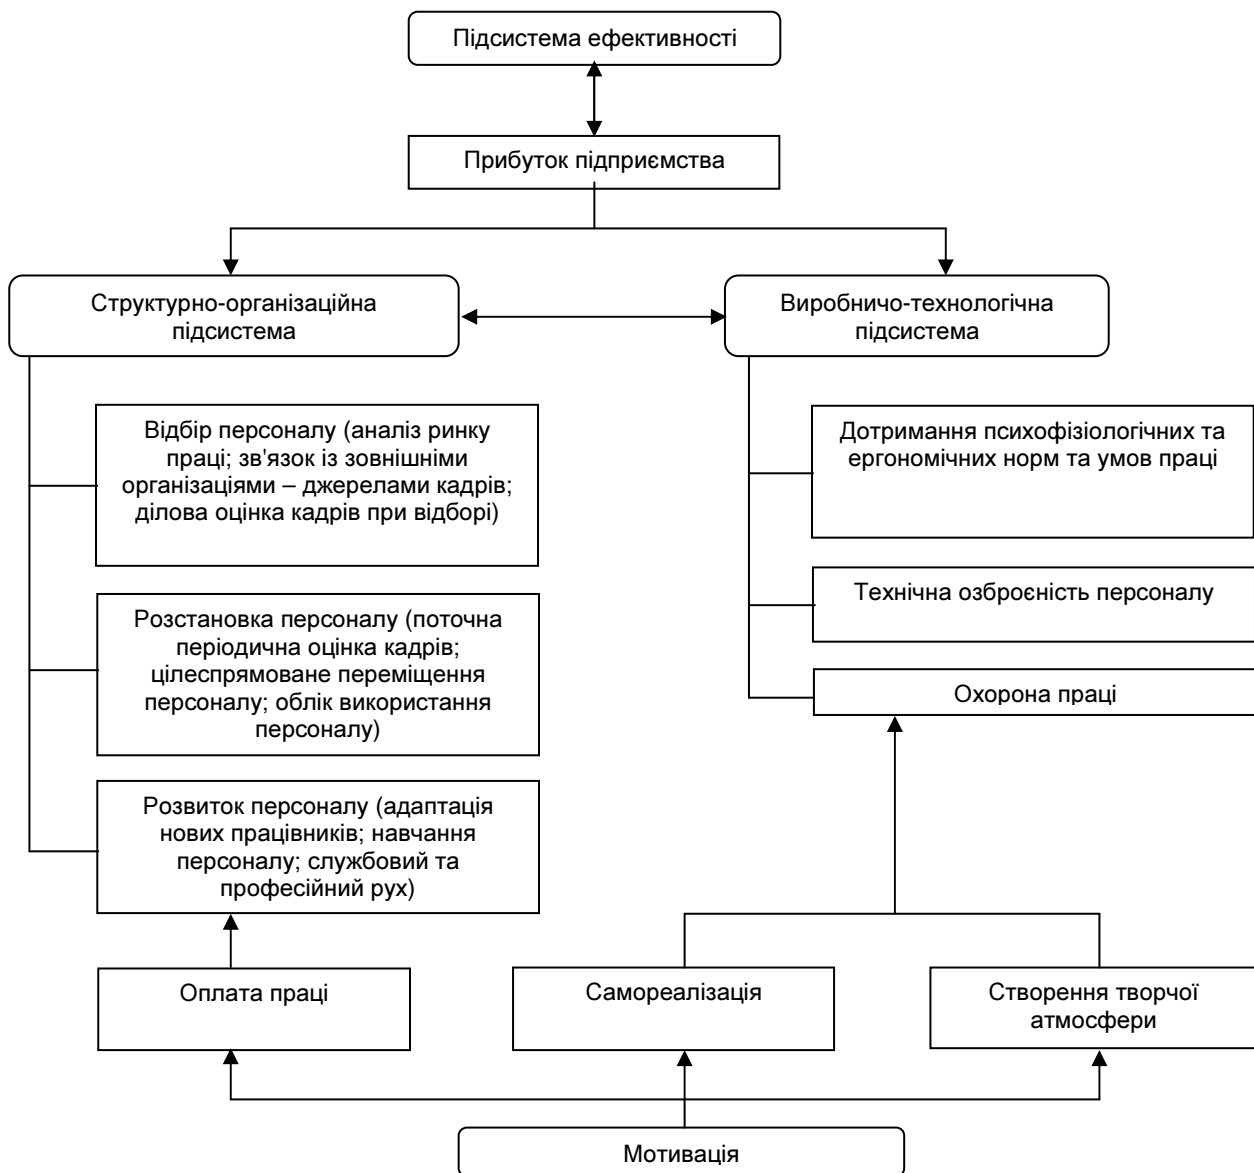 Підсистема ефективності
Прибуток підприємства
Структурно-організаційна
підсистема
Виробничо-технологічна
підсистема
Відбір персоналу (аналіз ринку
праці; зв'язок із зовнішніми
організаціями – джерелами кадрів;
ділова оцінка кадрів при відборі)
Дотримання психофізіологічних та
ергономічних норм та умов праці
Розстановка персоналу (поточна
періодична оцінка кадрів;
цілеспрямоване переміщення
персоналу; облік використання
персоналу)
Технічна озброєність персоналу
Охорона праці
Розвиток персоналу (адаптація
нових працівників; навчання
персоналу; службовий та
професійний рух)
Оплата праці
Самореалізація
Створення творчої
атмосфери
Мотивація